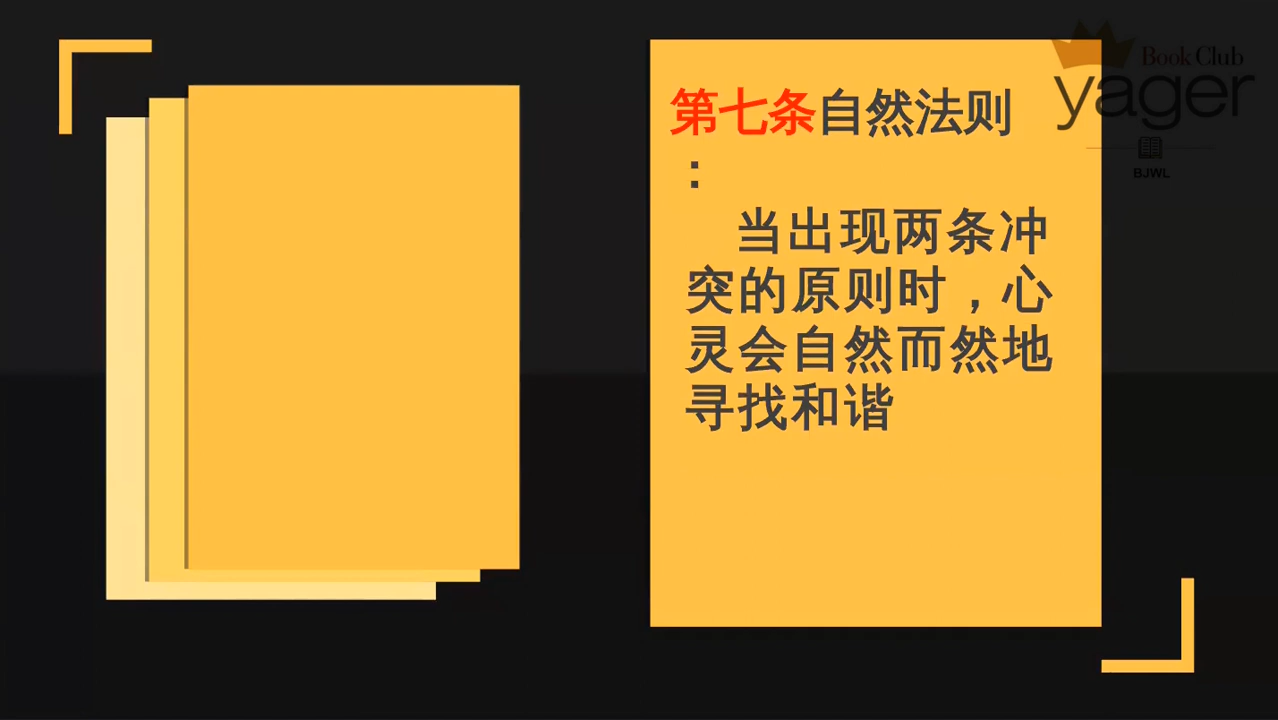 Book Club
yager
BJWL
第七条自然法则
：
当出现两条冲
突的原则时，心
灵会自然而然地
寻找和谐